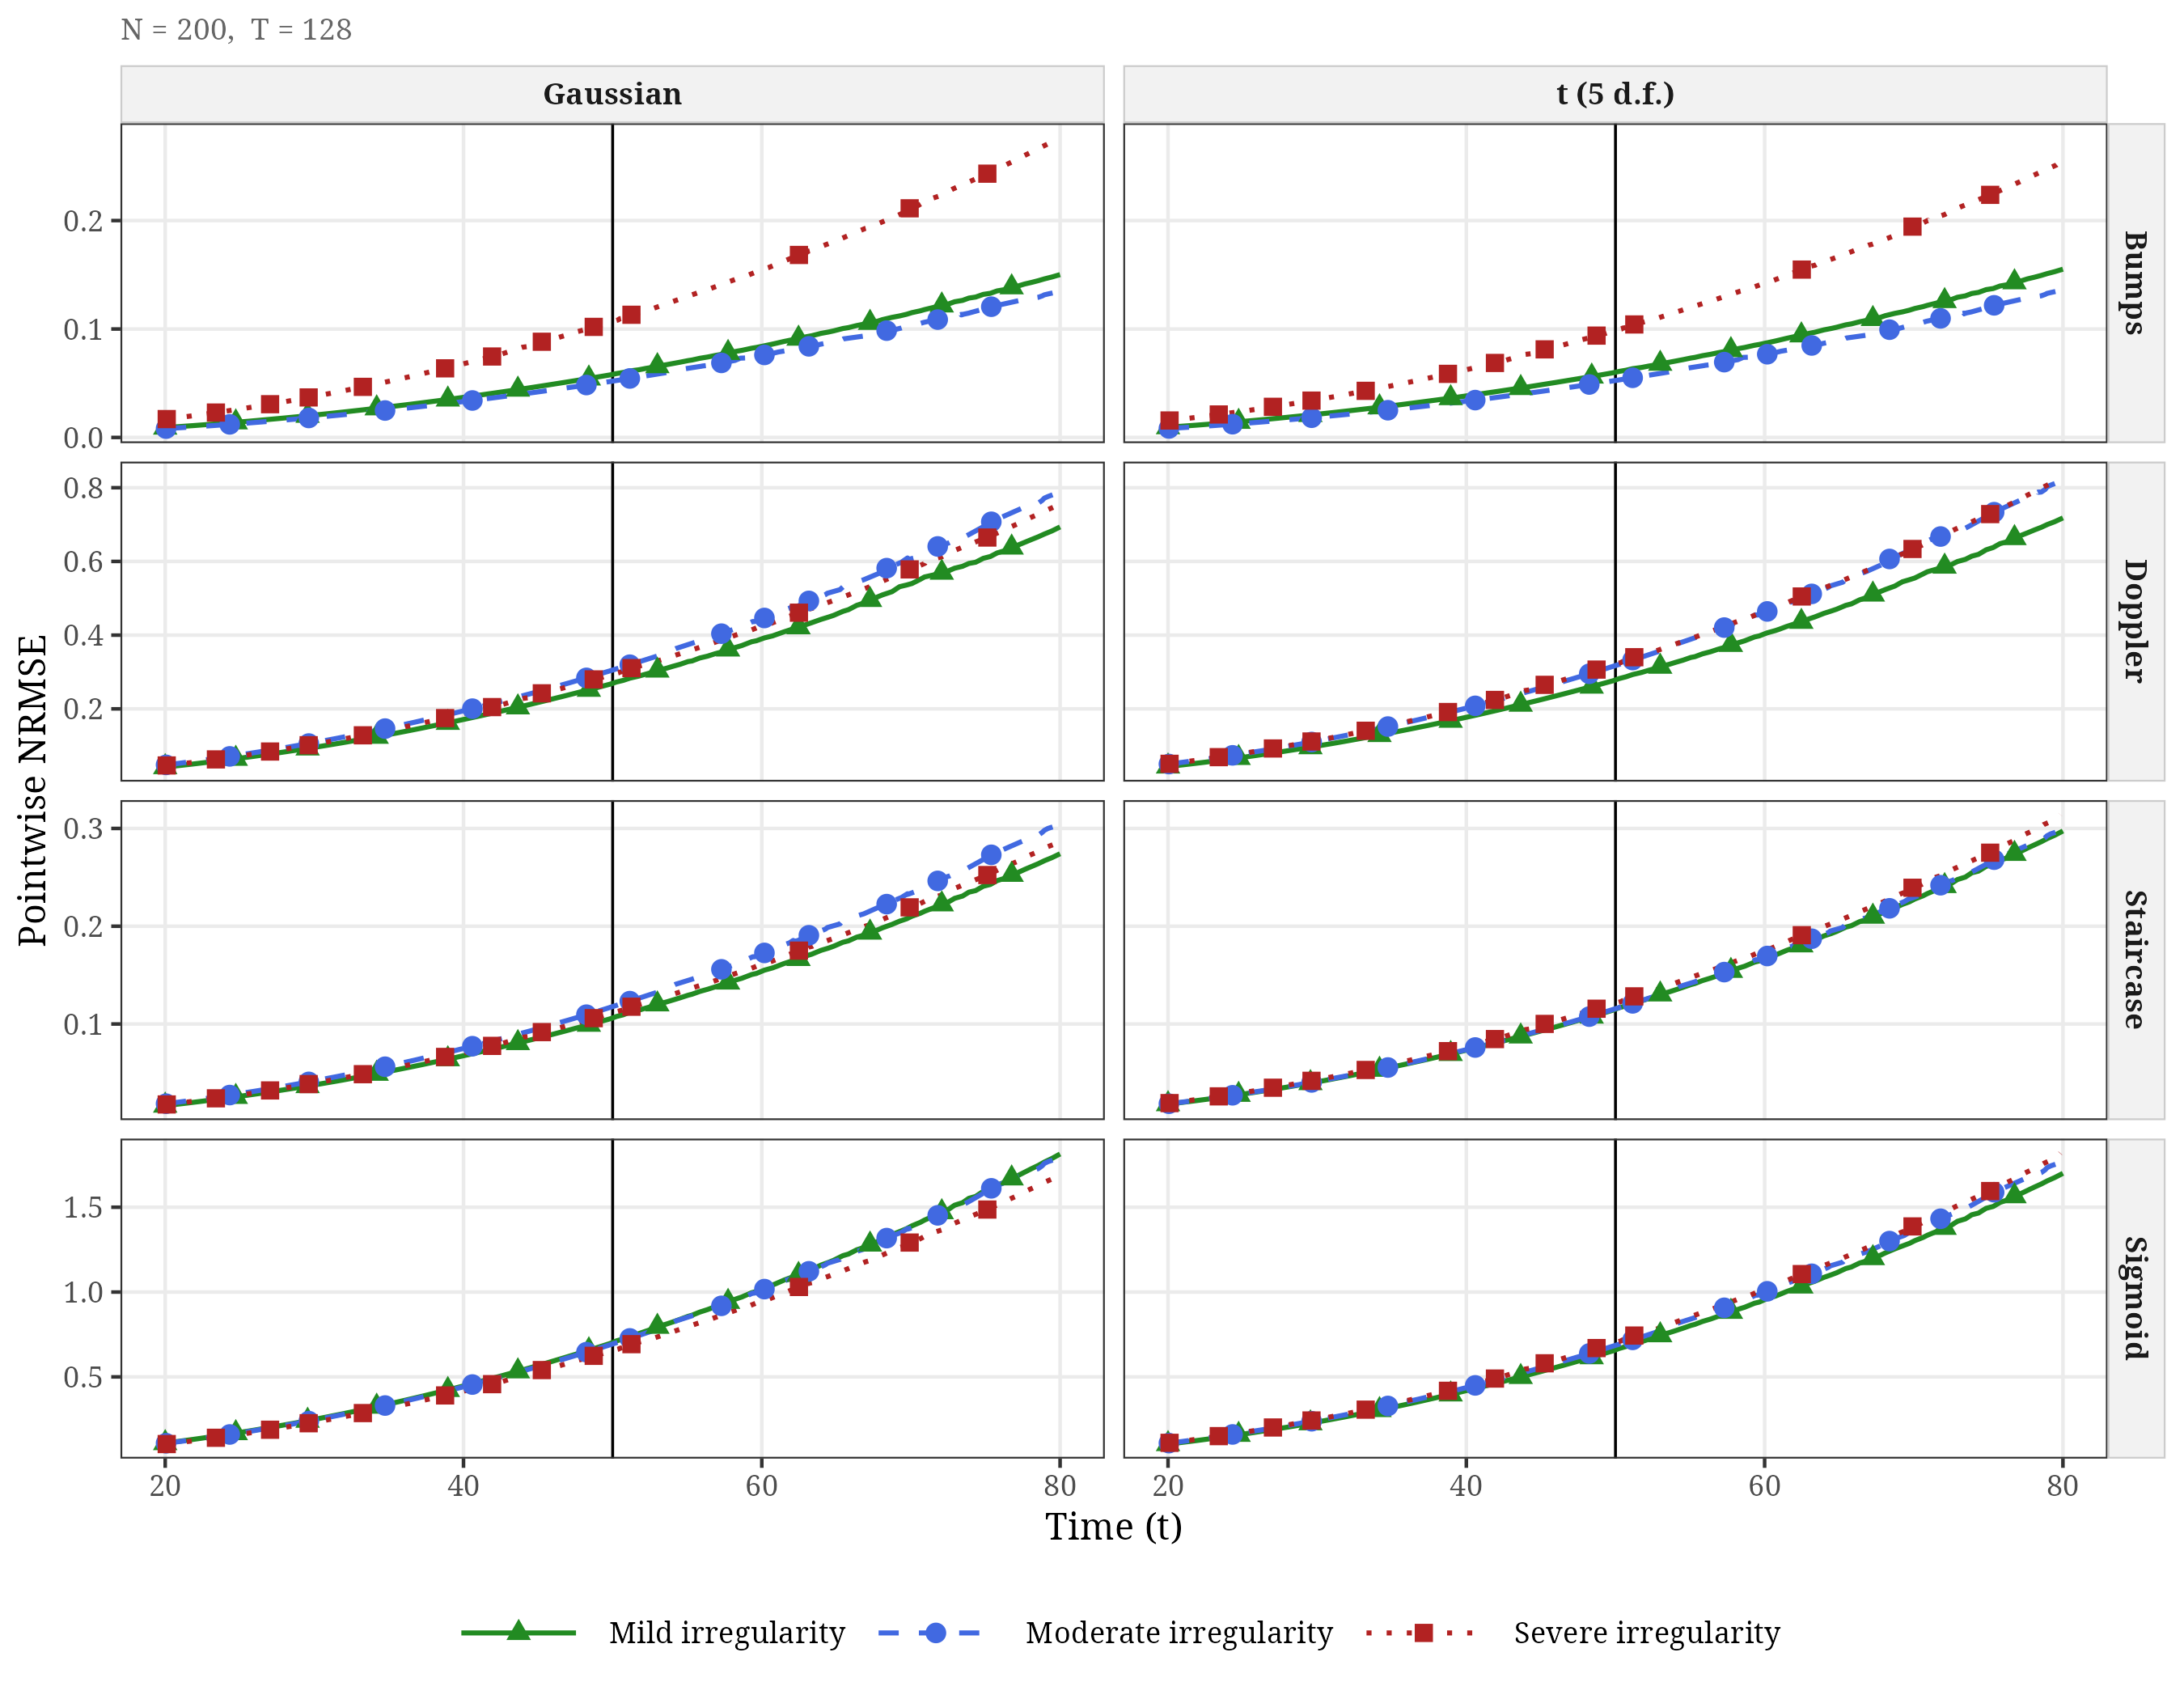 N = 200,  T = 128
Gaussian
t (5 d.f.)
Pointwise NRMSE
0.2
0.1
0.0
Bumps
0.8
0.6
0.4
0.2
Doppler
0.3
0.2
0.1
Staircase
1.5
1.0
0.5
Sigmoid
20 40 60 80 20 40 60 80
Time (t)
Mild irregularity Moderate irregularity Severe irregularity